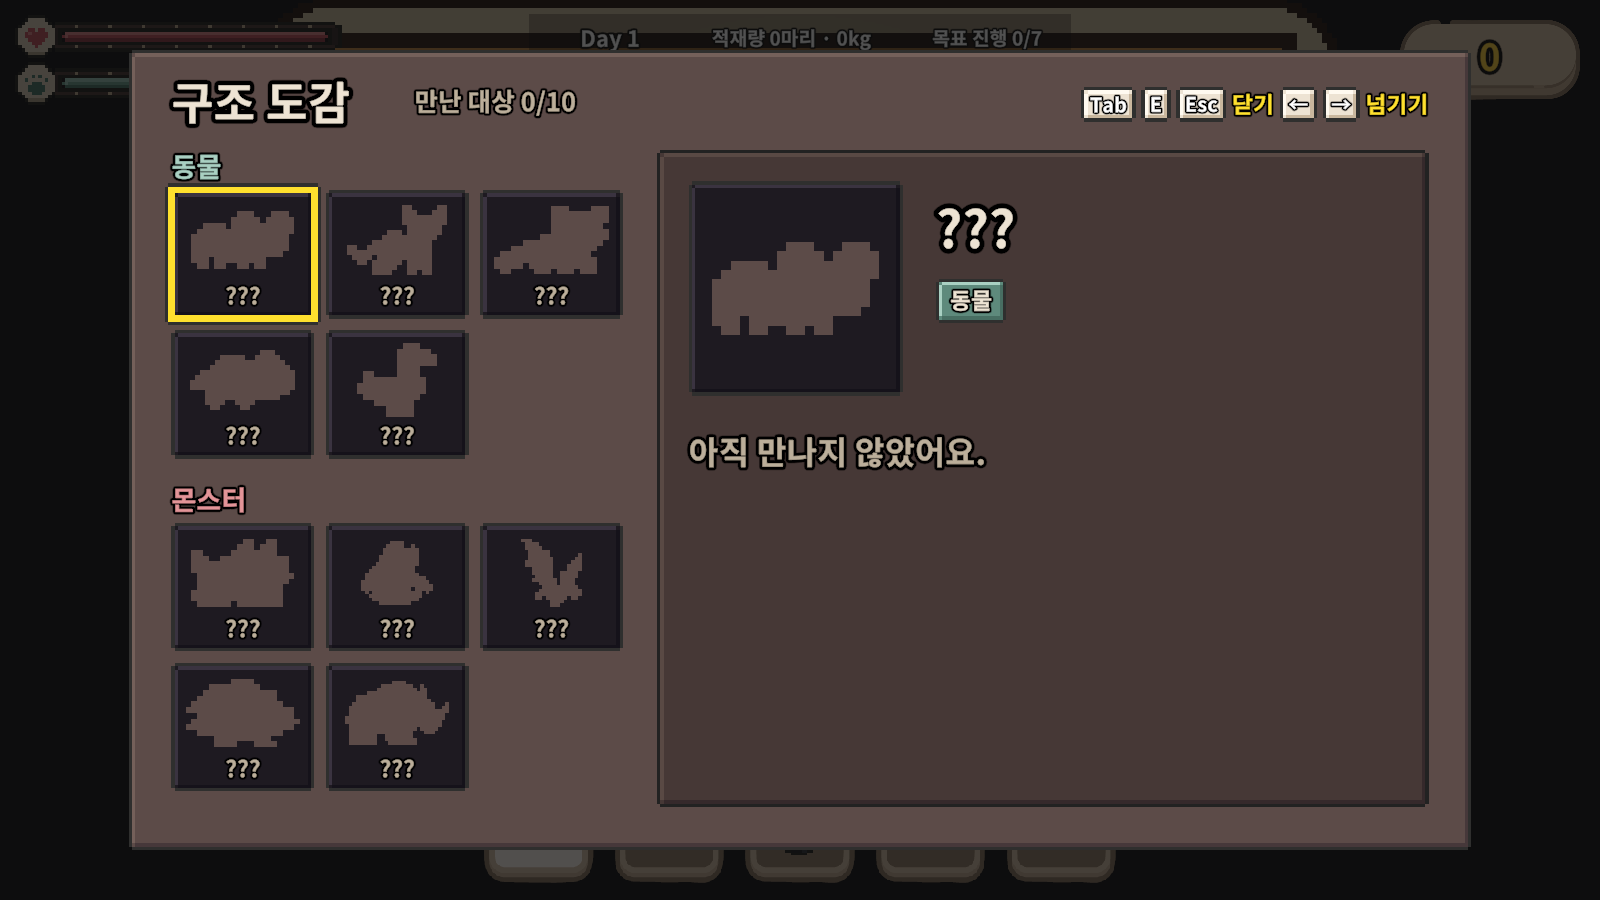 Day 1 적재량 0마리 · 0kg 목표 진행 0/7
0
구조 도감 만난 대상 0/10 Tab E Esc 닫기 ← → 넘기기
동물
??? ??? ???
??? ???
몬스터
??? ??? ???
??? ???
???
동물
아직 만나지 않았어요.